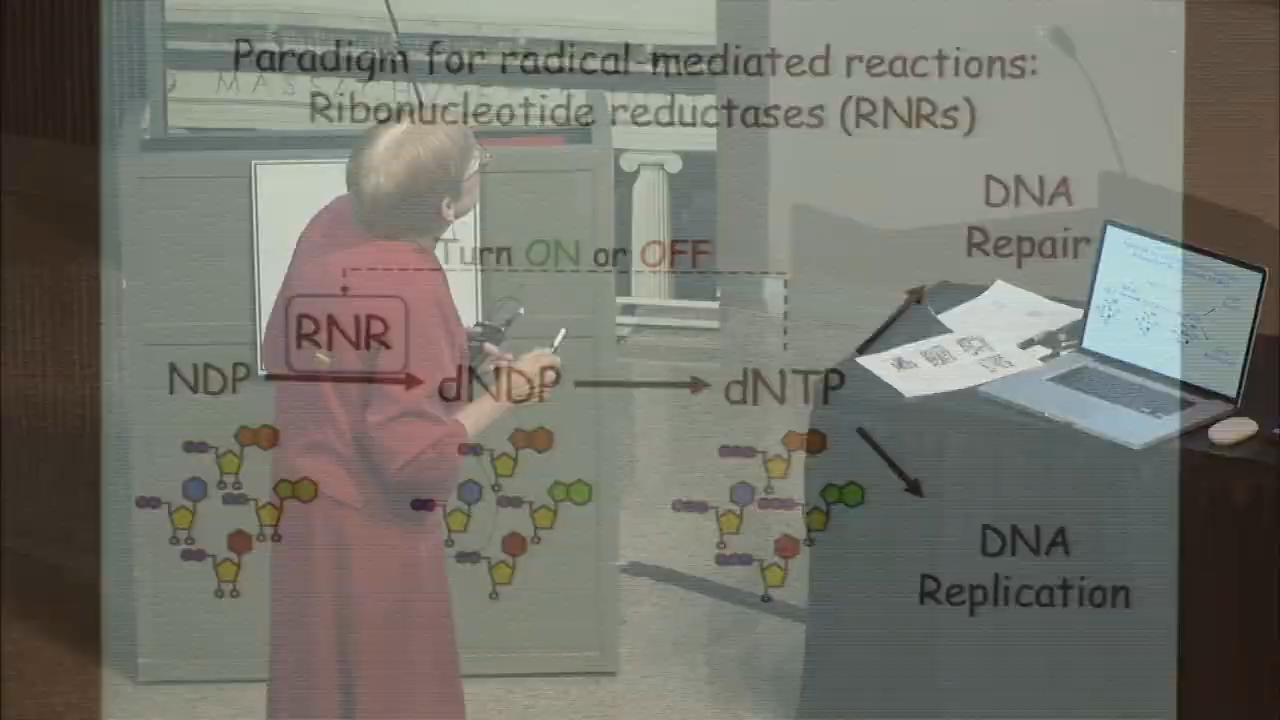 Paradigm for radical-mediated reactions:
Ribonucleotide reductases (RNRs)
MASSACH
DNA
Repair
Turn ON or OFF
RNR
NDP
dNDP
dNTP
DNA
Replication